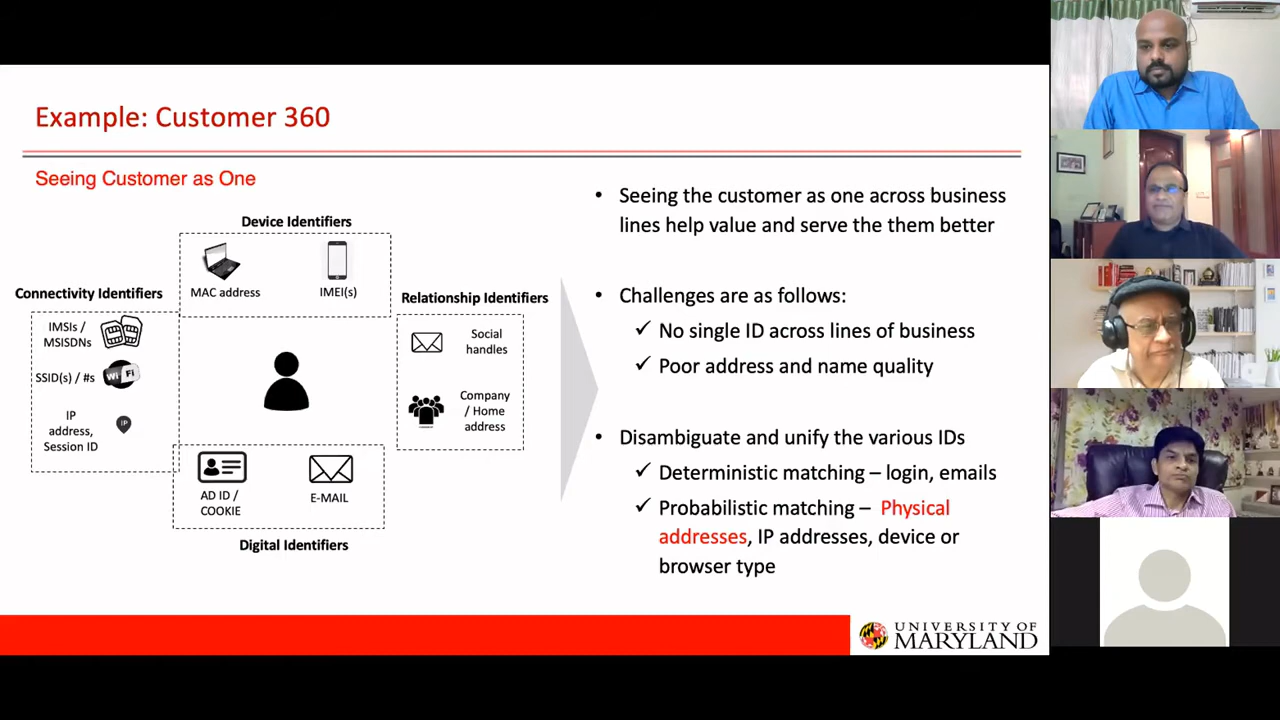 Example: Customer 360
Seeing Customer as One
Device Identifiers
MAC address
IMEI(s)
Connectivity Identifiers
IMSIs /
MSISDNs
SSID(s) / #s
Wi Fi
IP
address,
Session ID
IP
Relationship Identifiers
Social
handles
Company
/ Home
address
AD ID /
COOKIE
E-MAIL
Digital Identifiers
• Seeing the customer as one across business
lines help value and serve the them better
• Challenges are as follows:
✓ No single ID across lines of business
✓ Poor address and name quality
• Disambiguate and unify the various IDs
✓ Deterministic matching – login, emails
✓ Probabilistic matching – Physical
addresses, IP addresses, device or
browser type
UNIVERSITY OF
MARYLAND